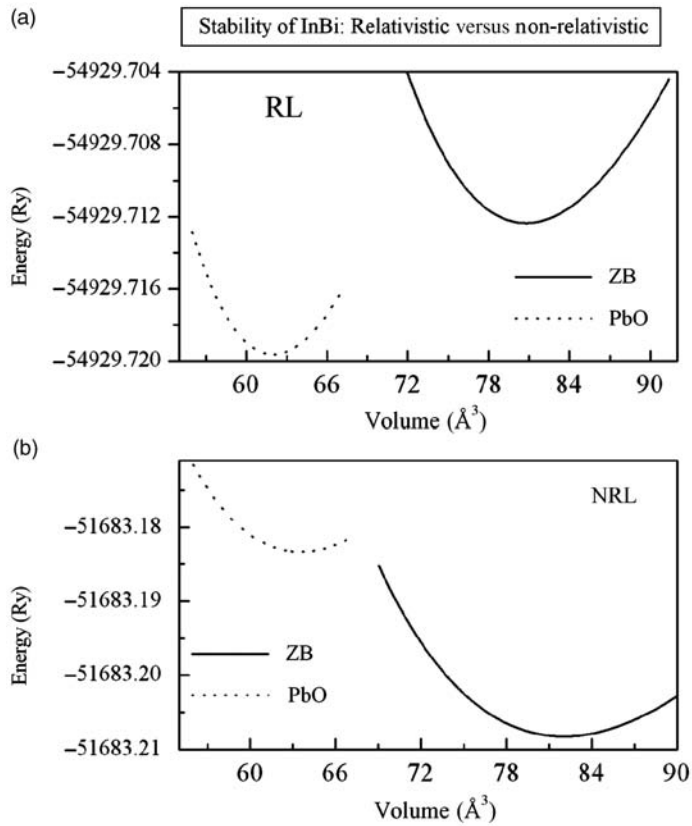 (a)
Stability of InBi: Relativistic versus non-relativistic
RL
Energy (Ry)
−54929.704
−54929.708
−54929.712
−54929.716
−54929.720
ZB
PbO
60 66 72 78 84 90
Volume (Å³)
(b)
NRL
Energy (Ry)
−51683.18
−51683.19
−51683.20
−51683.21
ZB
PbO
60 66 72 78 84 90
Volume (Å³)